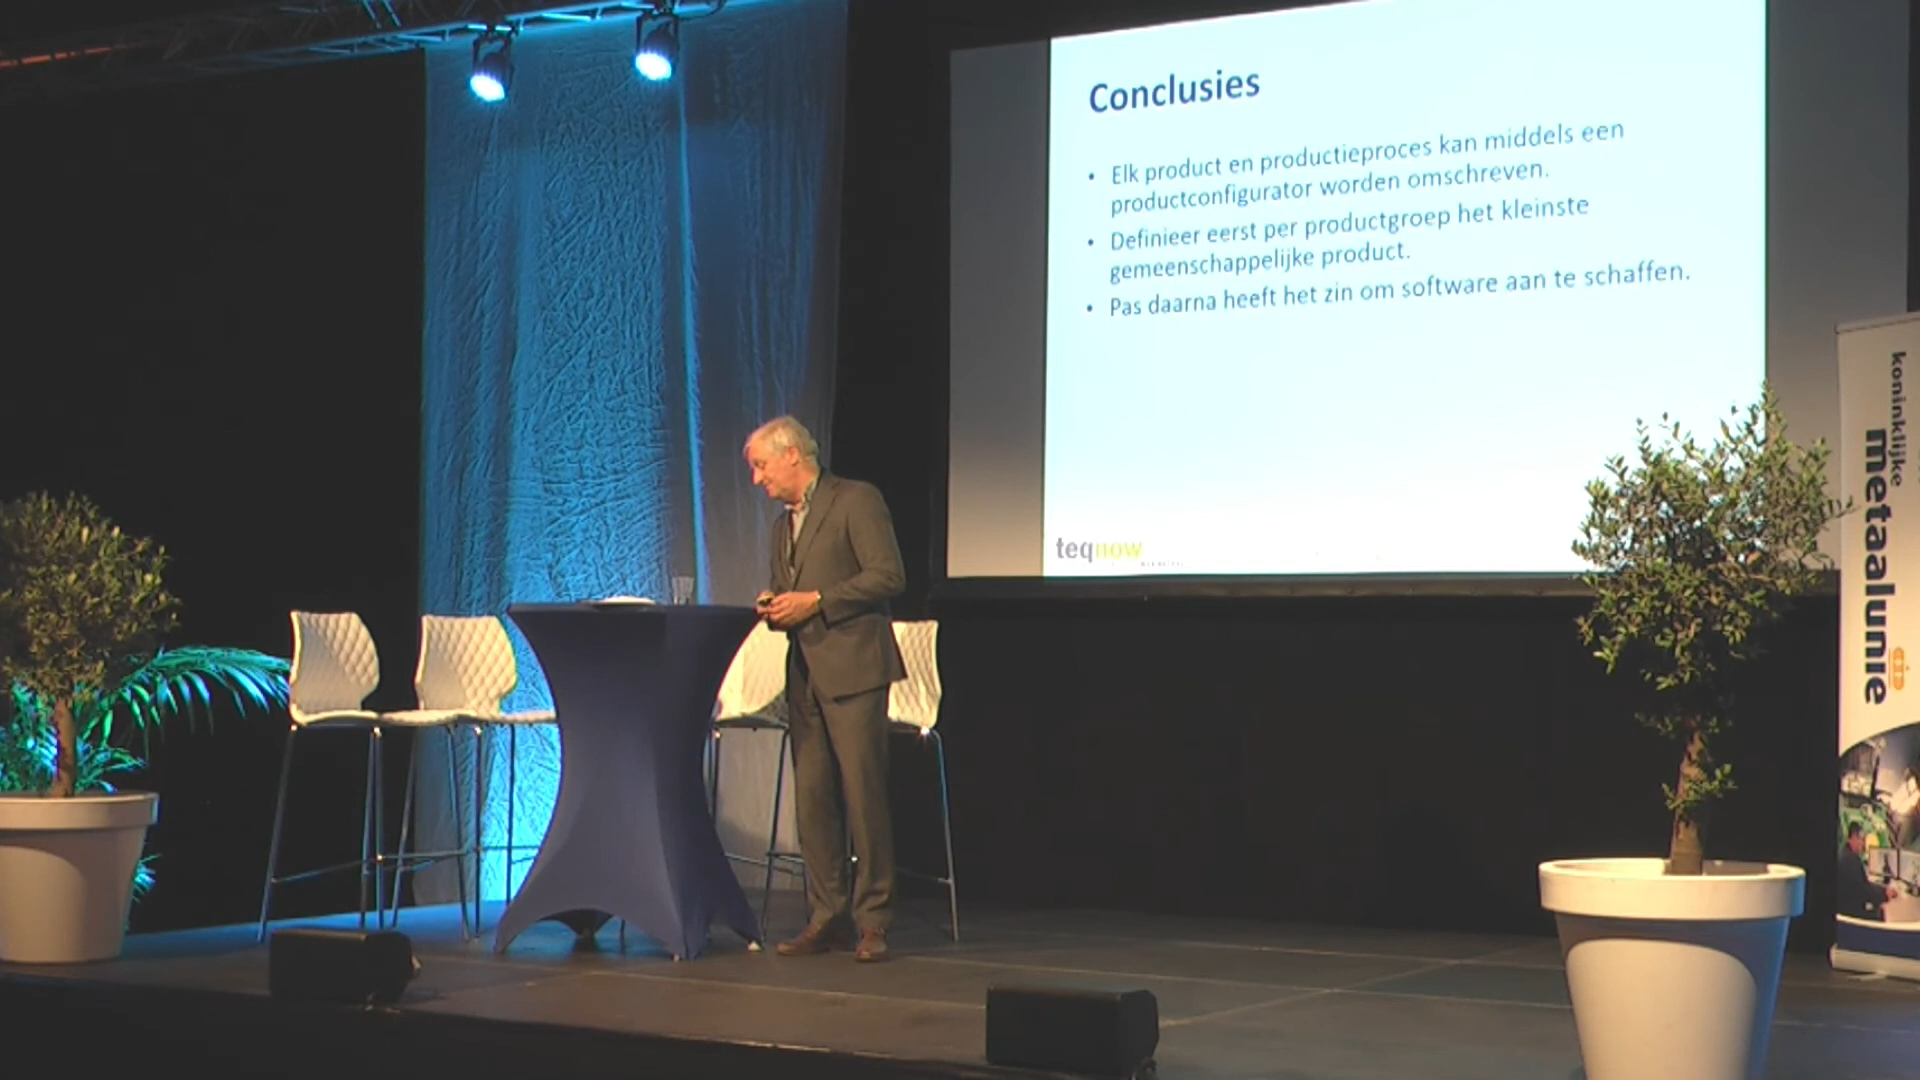 Conclusies
• Elk product en productieproces kan middels een
productconfigurator worden omschreven.
• Definieer eerst per productgroep het kleinste
gemeenschappelijke product.
• Pas daarna heeft het zin om software aan te schaffen.
teqnow
koninklijke
metaalunie